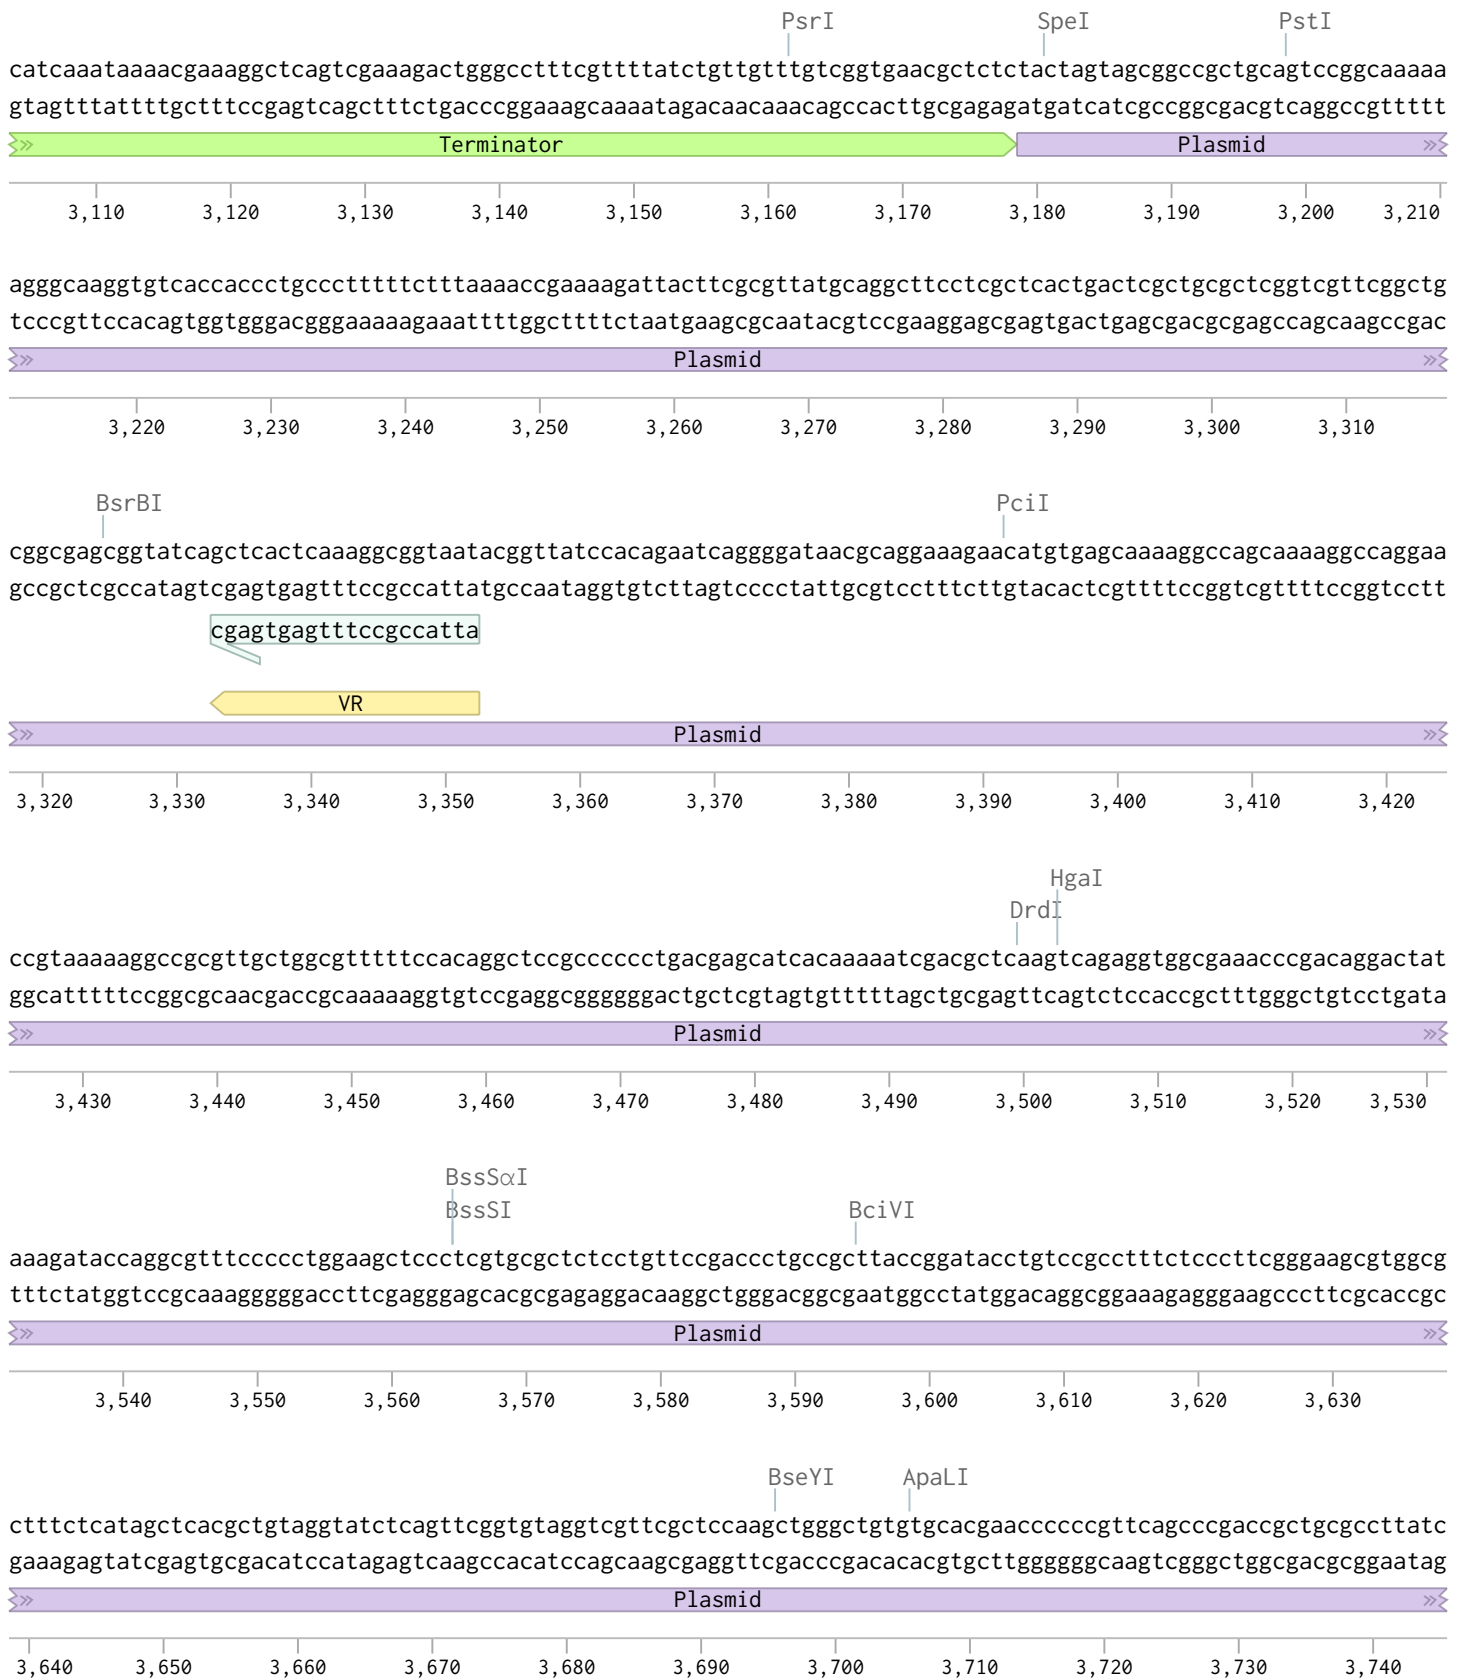 PsrI SpeI PstI
catcaaataaaacgaaaggctcagtcgaaagactgggcctttcgttttatctgttgtttgtcggtgaacgctctctactagtagcggccgctgcagtccggcaaaaa
gtagtttattttgctttccgagtcagctttctgacccggaaagcaaaatagacaacaaacagccacttgcgagagatgatcatcgccggcgacgtcaggccgttttt
Terminator Plasmid
3,110 3,120 3,130 3,140 3,150 3,160 3,170 3,180 3,190 3,200 3,210
agggcaaggtgtcaccaccctgccctttttctttaaaaccgaaaagattacttcgcgttatgcaggcttcctcgctcactgactcgctgcgctcggtcgttcggctg
tcccgttccacagtggtgggacgggaaaaagaaattttggcttttctaatgaagcgcaatacgtccgaaggagcgagtgactgagcgacgcgagccagcaagccgac
Plasmid
3,220 3,230 3,240 3,250 3,260 3,270 3,280 3,290 3,300 3,310
BsrBI PciI
cggcgagcggtatcagctcactcaaaggcggtaatacggttatccacagaatcaggggataacgcaggaaagaacatgtgagcaaaaggccagcaaaaggccaggaa
gccgctcgccatagtcgagtgagtttccgccattatgccaataggtgtcttagtcccctattgcgtcctttcttgtacactcgttttccggtcgttttccggtcctt
cgagtgagtttccgccatta
VR
Plasmid
3,320 3,330 3,340 3,350 3,360 3,370 3,380 3,390 3,400 3,410 3,420
HgaI
DrdI
ccgtaaaaaggccgcgttgctggcgtttttccacaggctccgcccccctgacgagcatcacaaaaatcgacgctcaagtcagaggtggcgaaacccgacaggactat
ggcatttttccggcgcaacgaccgcaaaaaggtgtccgaggcggggggactgctcgtagtgtttttagctgcgagttcagtctccaccgctttgggctgtcctgata
Plasmid
3,430 3,440 3,450 3,460 3,470 3,480 3,490 3,500 3,510 3,520 3,530
BssSαI
BssSI BciVI
aaagataccaggcgtttccccctggaagctccctcgtgcgctctcctgttccgaccctgccgcttaccggatacctgtccgcctttctcccttcgggaagcgtggcg
tttctatggtccgcaaagggggaccttcgagggagcacgcgagaggacaaggctgggacggcgaatggcctatggacaggcggaaagagggaagcccttcgcaccgc
Plasmid
3,540 3,550 3,560 3,570 3,580 3,590 3,600 3,610 3,620 3,630
BseYI ApaLI
ctttctcatagctcacgctgtaggtatctcagttcggtgtaggtcgttcgctccaagctgggctgtgtgcacgaaccccccgttcagcccgaccgctgcgccttatc
gaaagagtatcgagtgcgacatccatagagtcaagccacatccagcaagcgaggttcgacccgacacacgtgcttggggggcaagtcgggctggcgacgcggaatag
Plasmid
3,640 3,650 3,660 3,670 3,680 3,690 3,700 3,710 3,720 3,730 3,740